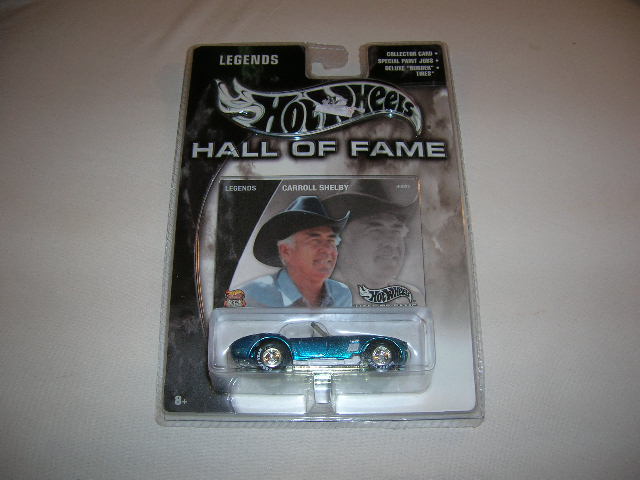 LEGENDS
COLLECTOR CARD •
SPECIAL PAINT JOBS •
DELUXE "RUBBER" •
TIRES
Hot Wheels
HALL OF FAME
LEGENDS
CARROLL SHELBY
HOT WHEELS
8+